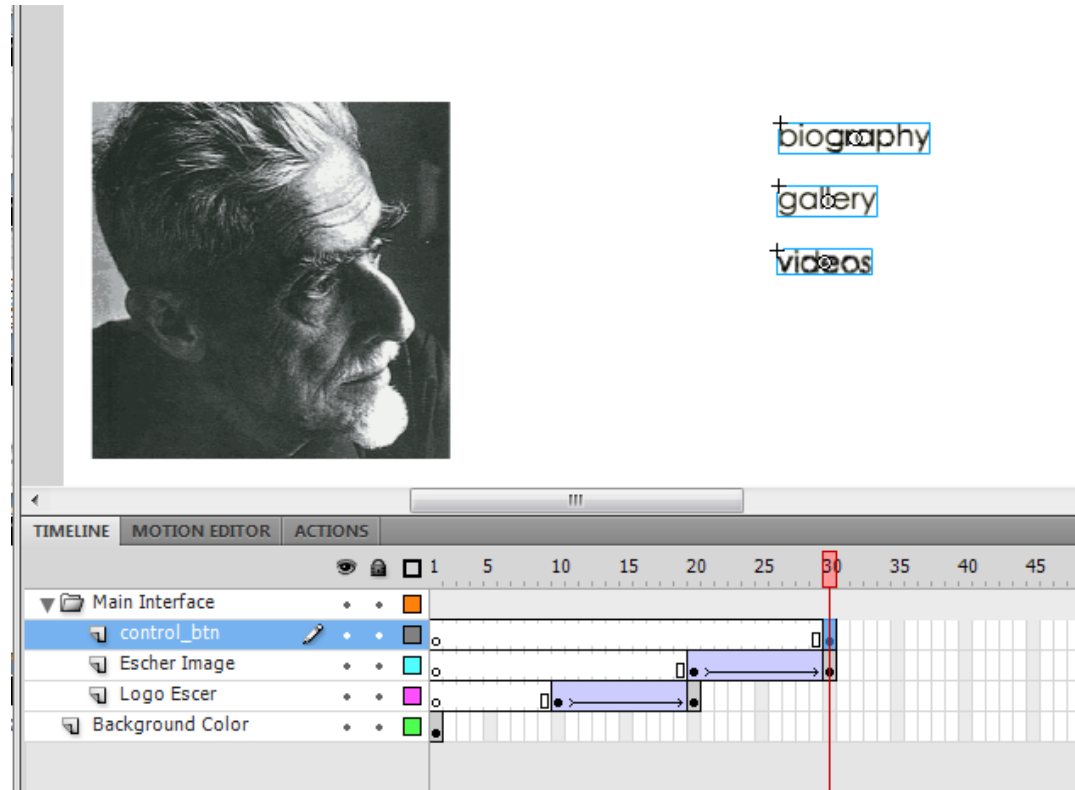 biography
gallery
videos
TIMELINE MOTION EDITOR ACTIONS
1 5 10 15 20 25 30 35 40 45
Main Interface
control_btn
Escher Image
Logo Escer
Background Color